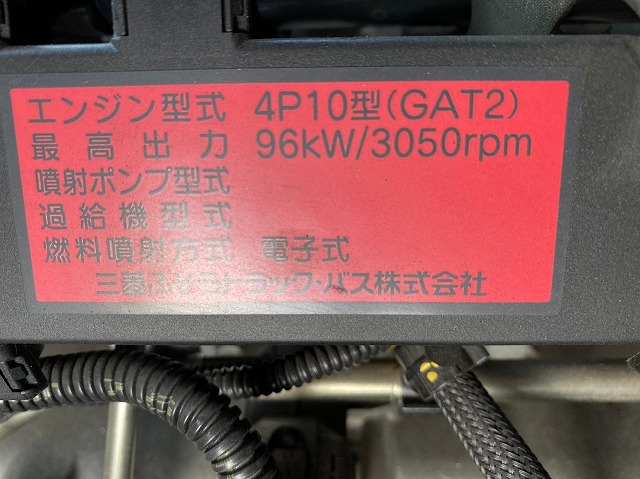 エンジン型式 4P10型(GAT2)
最高出力 96kW/3050rpm
噴射ポンプ型式
過給機型式
燃料噴射方式 電子式
三菱ふそうトラック・バス株式会社